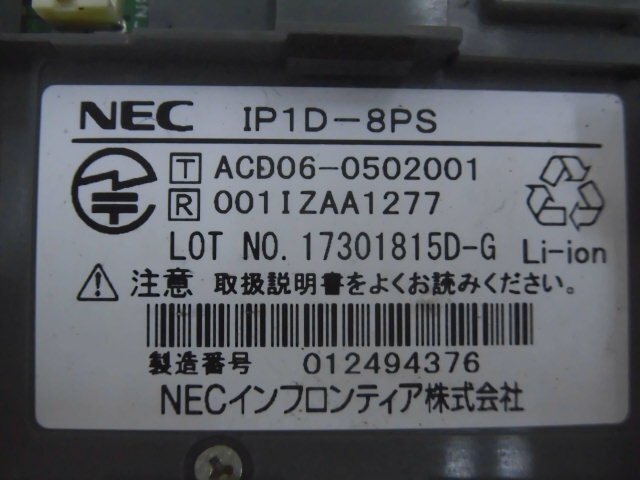 NEC IP1D-8PS
T ACD06-0502001
R 001IZAA1277
LOT NO. 17301815D-G
Li-ion
注意 取扱説明書をよくお読みください。
製造番号 012494376
NECインフロンティア株式会社